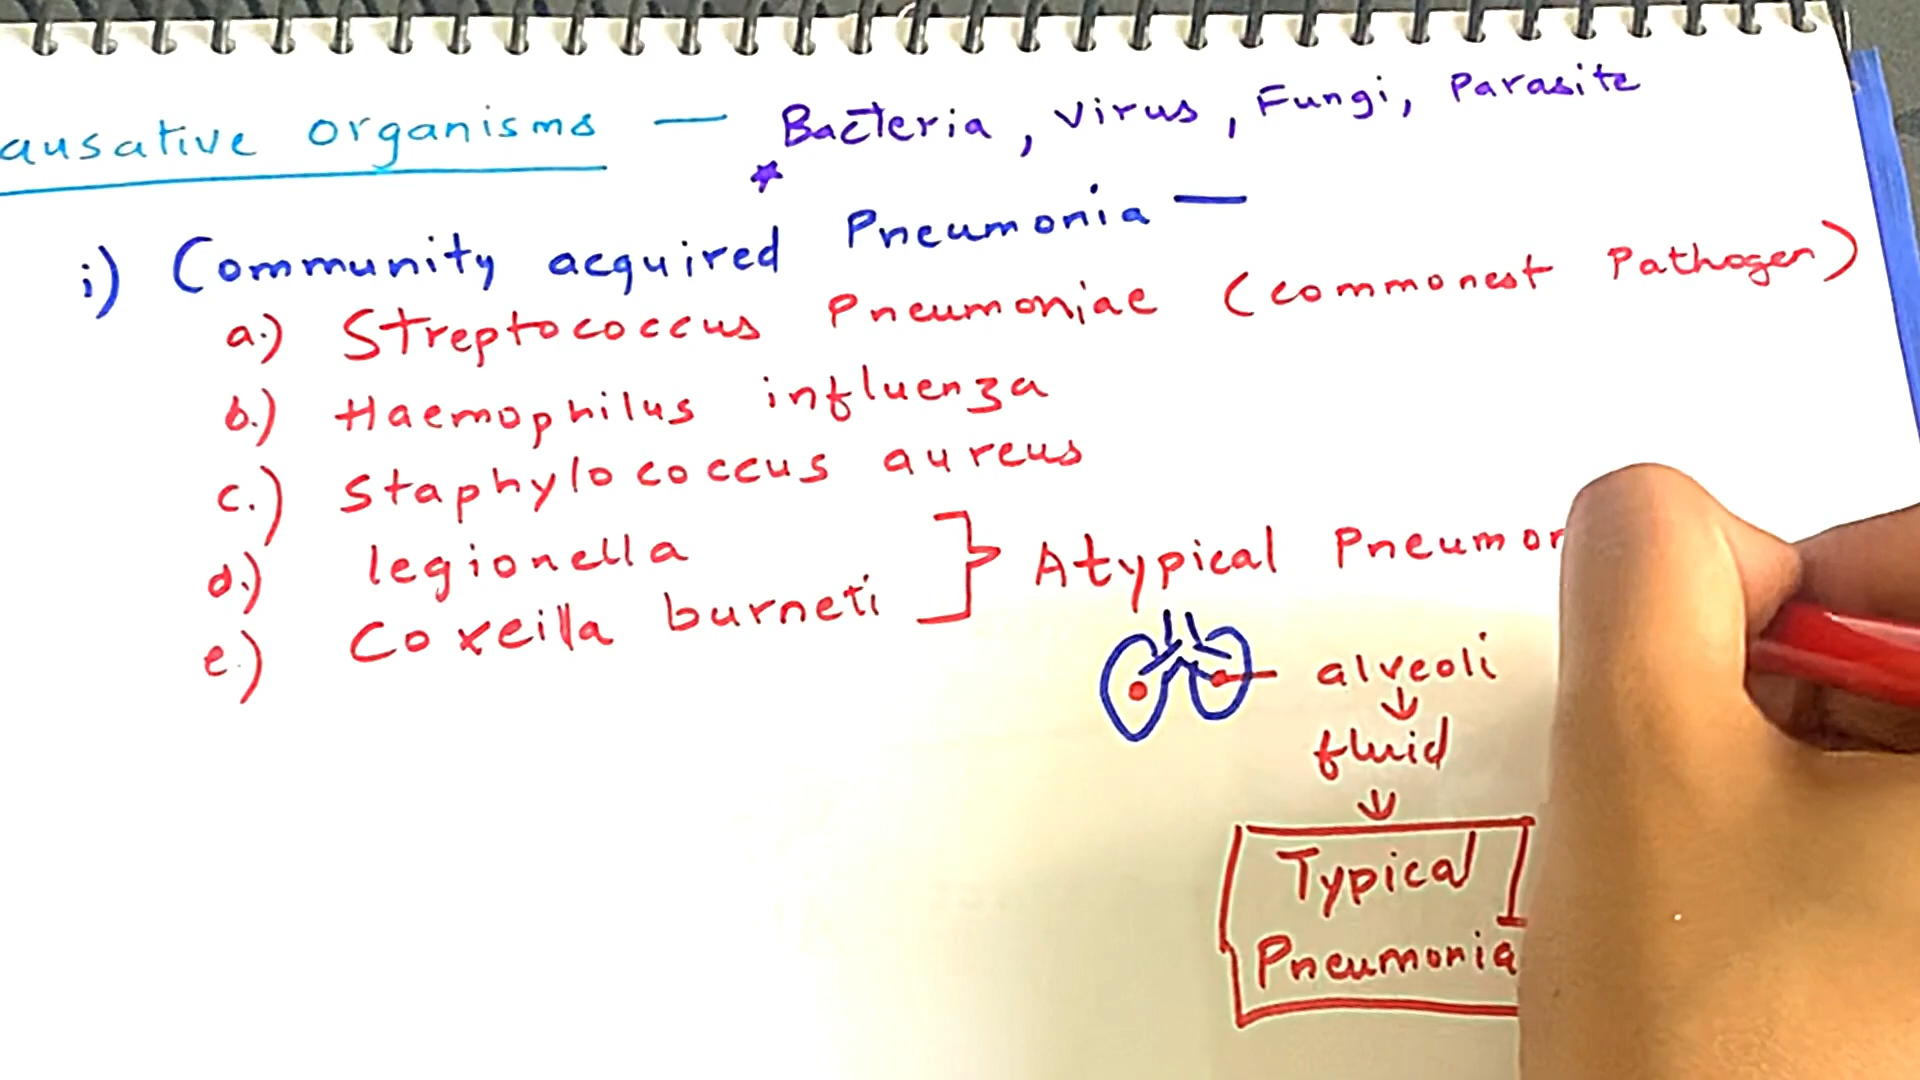 ausative organisms — Bacteria, Virus, Fungi, Parasite
i) Community acquired Pneumonia —
a.) Streptococcus Pneumoniae (commonest Pathogen)
b.) Haemophilus influenza
c.) Staphylococcus aureus
d.) legionella
e.) Coxeilla burneti } Atypical Pneumon
alveoli
↓
fluid
↓
Typical
Pneumonia